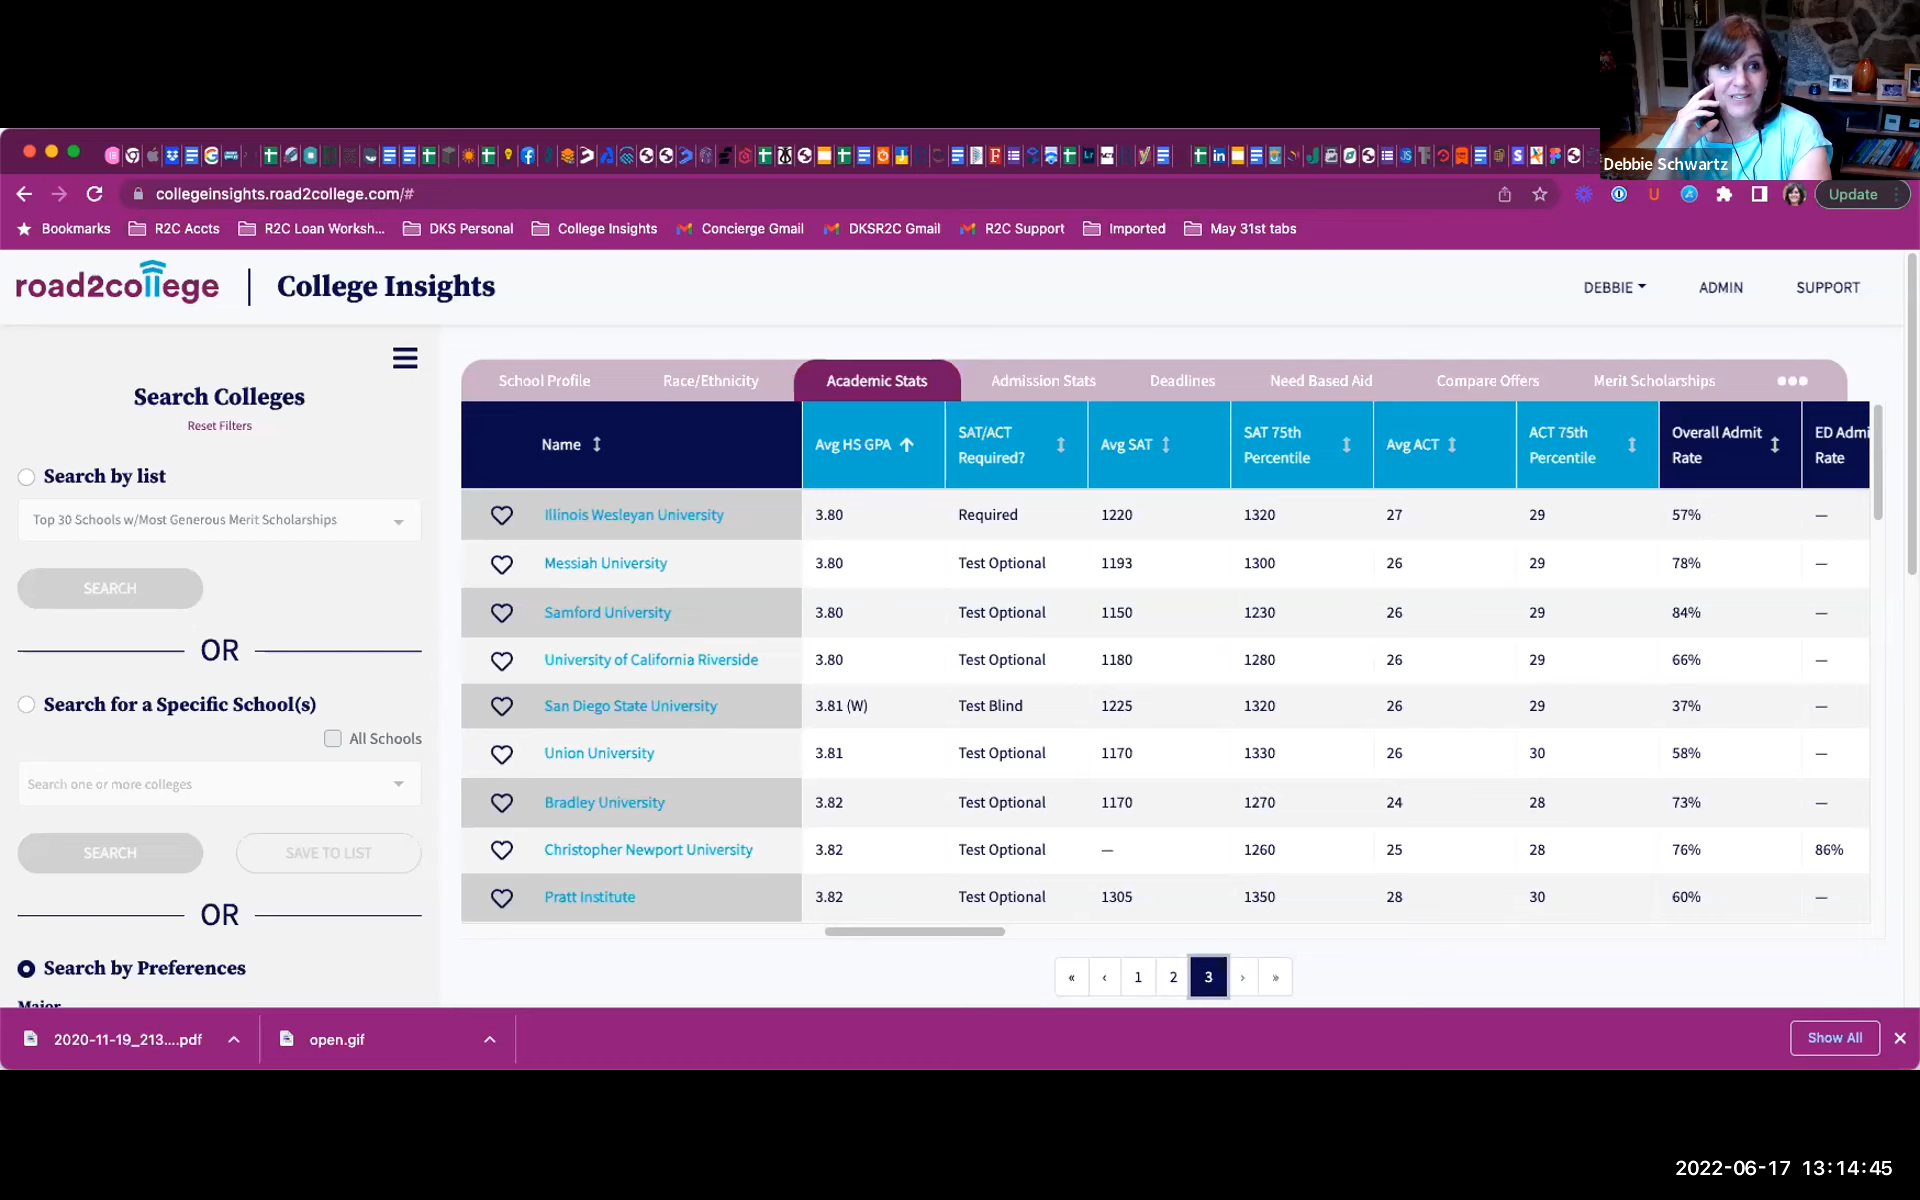 Debbie Schwartz
collegeinsights.road2college.com/#
Update
Bookmarks R2C Accts R2C Loan Worksh... DKS Personal College Insights Concierge Gmail DKSR2C Gmail R2C Support Imported May 31st tabs
road2college | College Insights
DEBBIE ADMIN SUPPORT
Search Colleges
Reset Filters
Search by list
Top 30 Schools w/Most Generous Merit Scholarships
SEARCH
OR
Search for a Specific School(s)
All Schools
Search one or more colleges
SEARCH SAVE TO LIST
OR
Search by Preferences
Major
School Profile Race/Ethnicity Academic Stats Admission Stats Deadlines Need Based Aid Compare Offers Merit Scholarships
Name Avg HS GPA SAT/ACT Required? Avg SAT SAT 75th Percentile Avg ACT ACT 75th Percentile Overall Admit Rate ED Admi Rate
Illinois Wesleyan University 3.80 Required 1220 1320 27 29 57% —
Messiah University 3.80 Test Optional 1193 1300 26 29 78% —
Samford University 3.80 Test Optional 1150 1230 26 29 84% —
University of California Riverside 3.80 Test Optional 1180 1280 26 29 66% —
San Diego State University 3.81 (W) Test Blind 1225 1320 26 29 37% —
Union University 3.81 Test Optional 1170 1330 26 30 58% —
Bradley University 3.82 Test Optional 1170 1270 24 28 73% —
Christopher Newport University 3.82 Test Optional — 1260 25 28 76% 86%
Pratt Institute 3.82 Test Optional 1305 1350 28 30 60% —
« ‹ 1 2 3 › »
2020-11-19_213....pdf open.gif Show All
2022-06-17 13:14:45